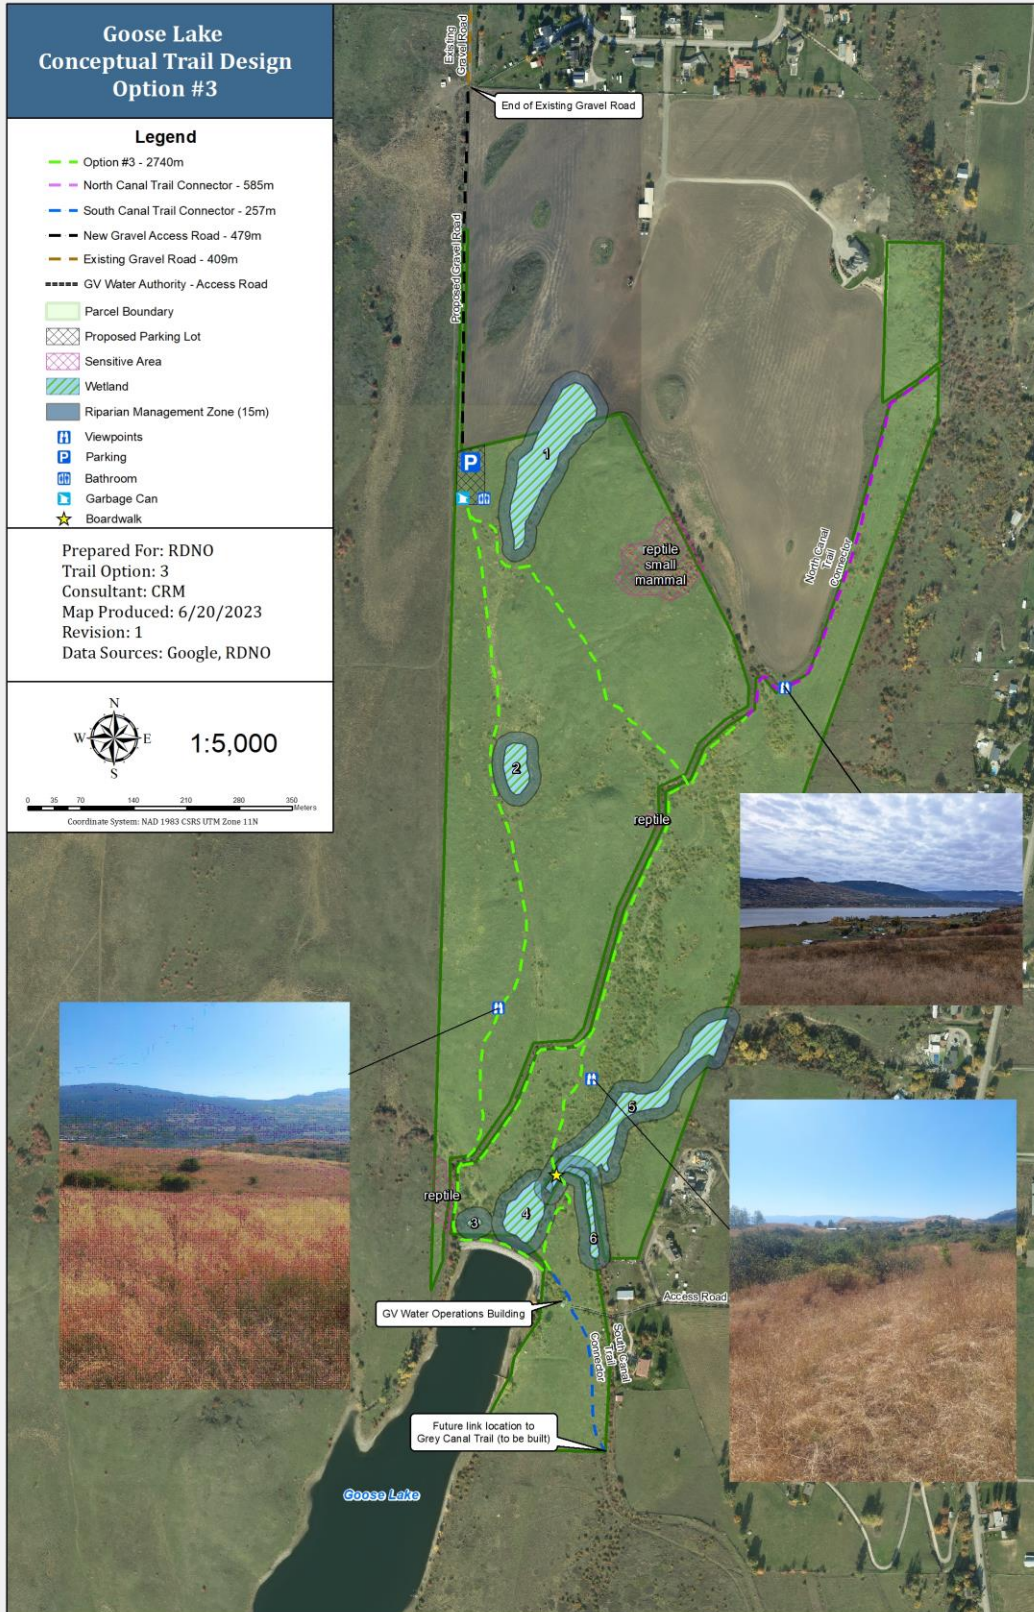 Goose Lake
Conceptual Trail Design
Option #3
Legend
Option #3 - 2740m
North Canal Trail Connector - 585m
South Canal Trail Connector - 257m
New Gravel Access Road - 479m
Existing Gravel Road - 409m
GV Water Authority - Access Road
Parcel Boundary
Proposed Parking Lot
Sensitive Area
Wetland
Riparian Management Zone (15m)
Viewpoints
P Parking
Bathroom
Garbage Can
Boardwalk
Prepared For: RDNO
Trail Option: 3
Consultant: CRM
Map Produced: 6/20/2023
Revision: 1
Data Sources: Google, RDNO
N
W E
S
1:5,000
0 35 70 140 210 280 350
Meters
Coordinate System: NAD 1983 CSRS UTM Zone 11N
Existing
Gravel Road
End of Existing Gravel Road
Proposed Gravel Road
P
1
reptile
small
mammal
North Canal
Trail
Connector
2
reptile
5
reptile
3
4
6
GV Water Operations Building
Access Road
South Canal
Trail
Connector
Future link location to
Grey Canal Trail (to be built)
Goose Lake